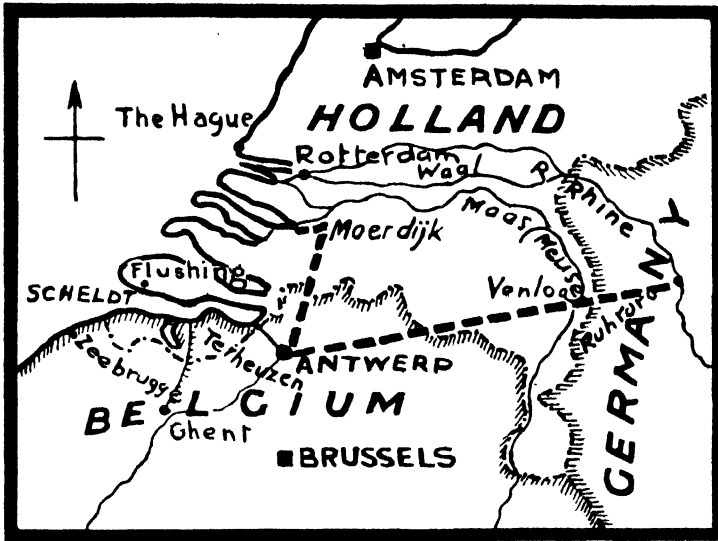 AMSTERDAM
The Hague
HOLLAND
Rotterdam
Waal
R
Rhine
Maas
Meuse
Moerdijk
Flushing
SCHELDT
Venloo
Ruhrort
GERMANY
Zeebrugge
Terneuzen
ANTWERP
BELGIUM
Ghent
BRUSSELS